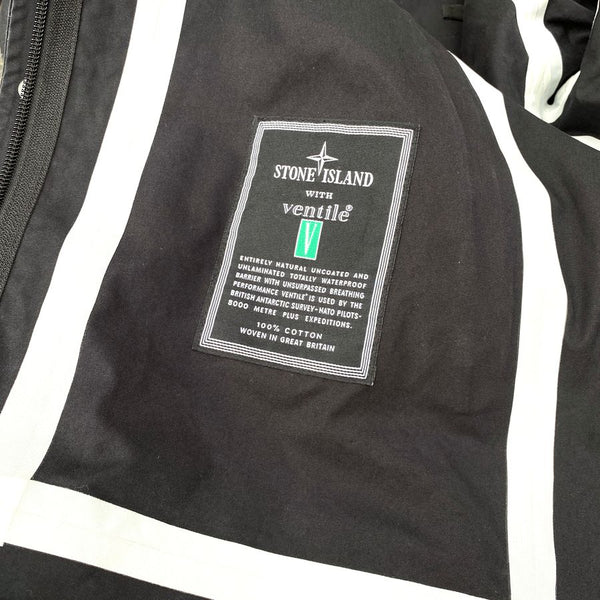 STONE ISLAND
WITH
ventile®
V
ENTIRELY NATURAL UNCOATED AND
UNLAMINATED TOTALLY WATERPROOF
BARRIER WITH UNSURPASSED BREATHING
PERFORMANCE VENTILE® IS USED BY THE
BRITISH ANTARCTIC SURVEY-NATO PILOTS-
8000 METRE PLUS EXPEDITIONS.
100% COTTON
WOVEN IN GREAT BRITAIN